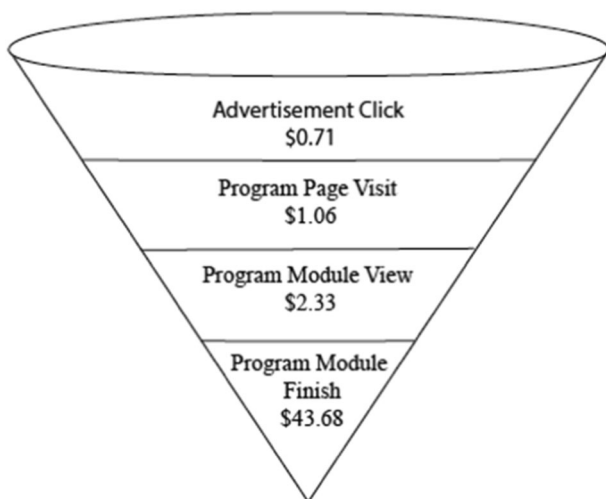 Advertisement Click
$0.71
Program Page Visit
$1.06
Program Module View
$2.33
Program Module
Finish
$43.68